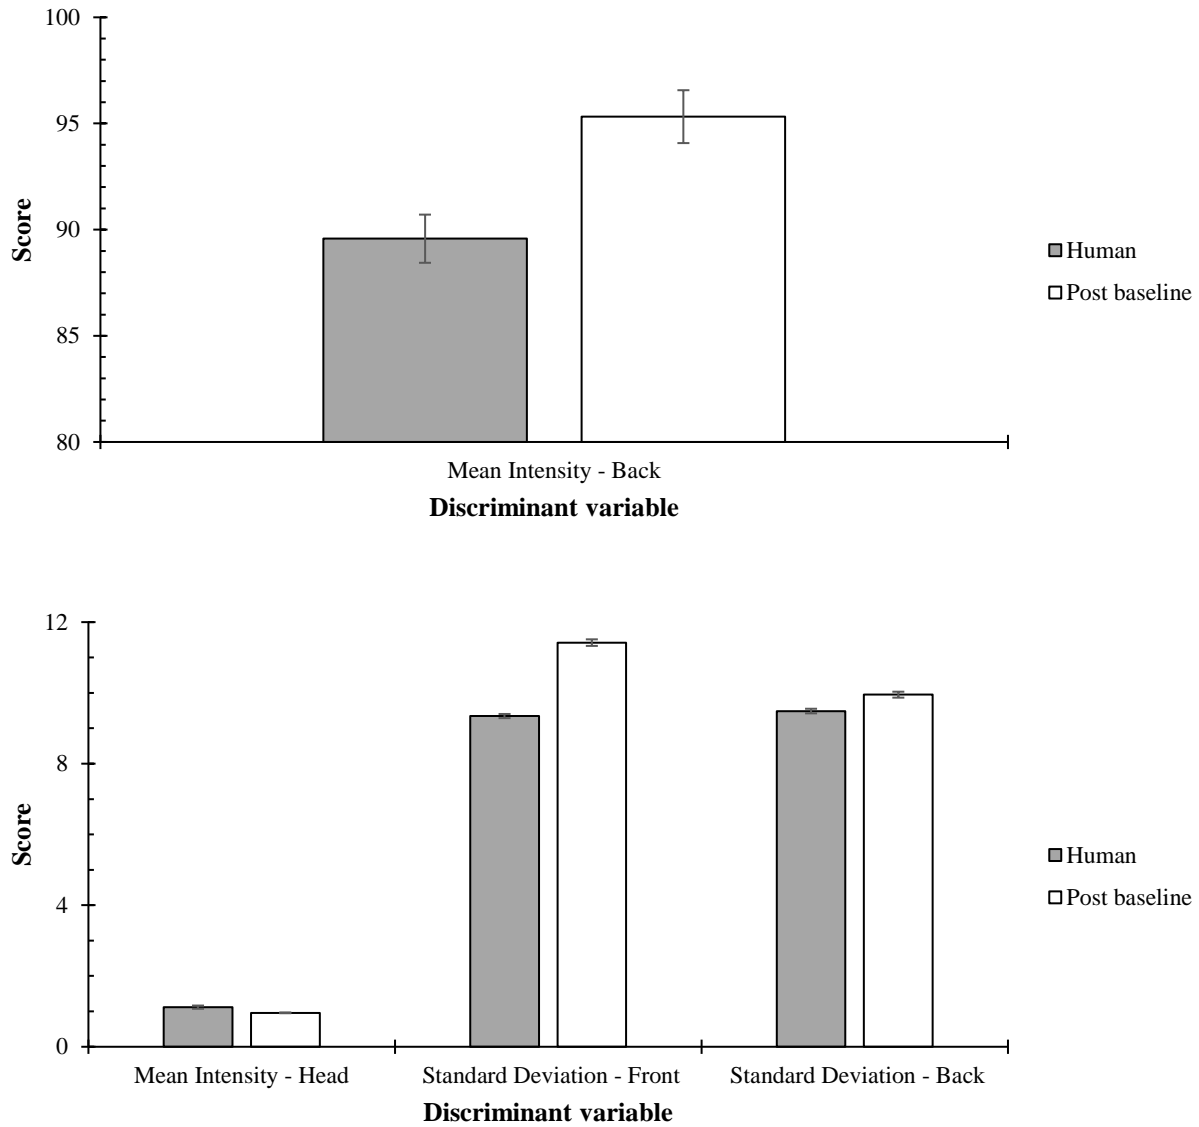 100
95
90
85
80
Score
Mean Intensity - Back
Discriminant variable
Human
Post baseline
12
8
4
0
Score
Mean Intensity - Head
Standard Deviation - Front
Standard Deviation - Back
Discriminant variable
Human
Post baseline